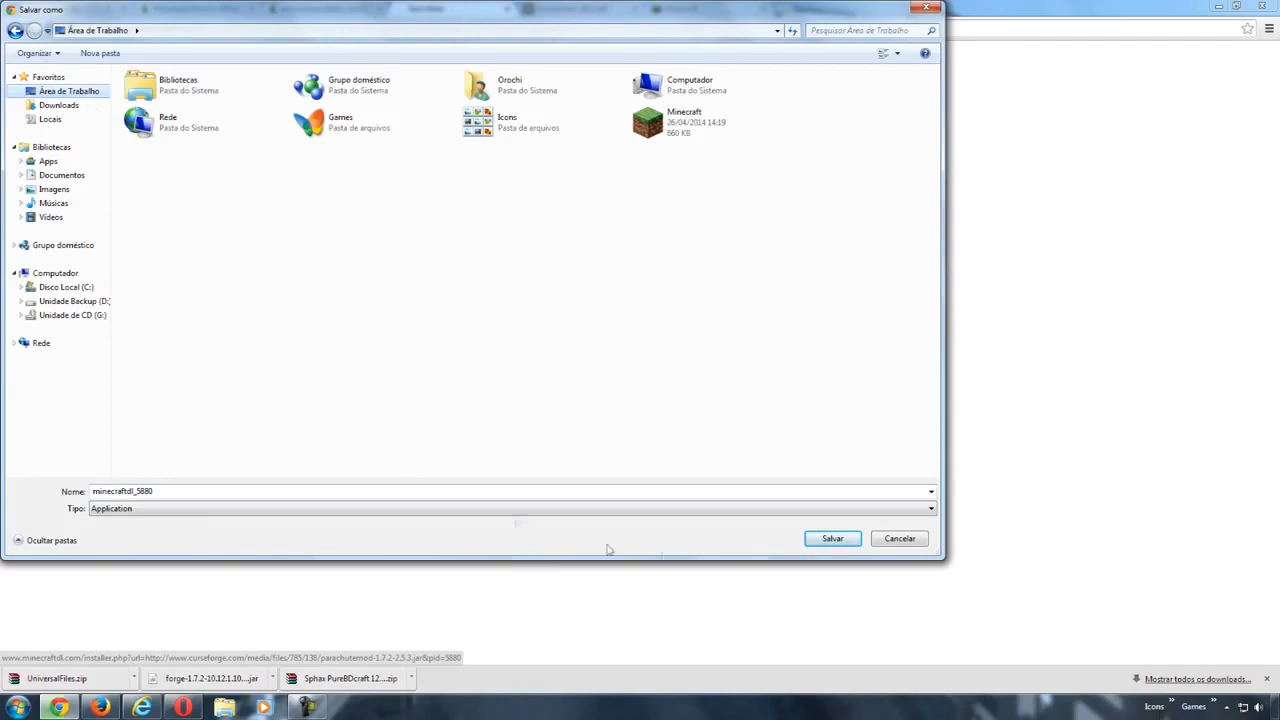 Salvar como
Área de Trabalho
Pesquisar Área de Trabalho
Organizar
Nova pasta
Favoritos
Área de Trabalho
Downloads
Locais
Bibliotecas
Apps
Documentos
Imagens
Músicas
Vídeos
Grupo doméstico
Computador
Disco Local (C:)
Unidade Backup (D:)
Unidade de CD (G:)
Rede
Bibliotecas
Pasta do Sistema
Grupo doméstico
Pasta do Sistema
Orochi
Pasta do Sistema
Computador
Pasta do Sistema
Rede
Pasta do Sistema
Games
Pasta de arquivos
Icons
Pasta de arquivos
Minecraft
26/04/2014 14:19
660 KB
Nome: minecraftdl_5880
Tipo: Application
Ocultar pastas
Salvar
Cancelar
www.minecraftdl.com/installer.php?url=http://www.curseforge.com/media/files/785/138/parachutemod-1.7.2-2.5.3.jar&pid=5880
UniversalFiles.zip
forge-1.7.2-10.12.1.10....jar
Sphax PureBDcraft 12....zip
Mostrar todos os downloads...
Icons
Games